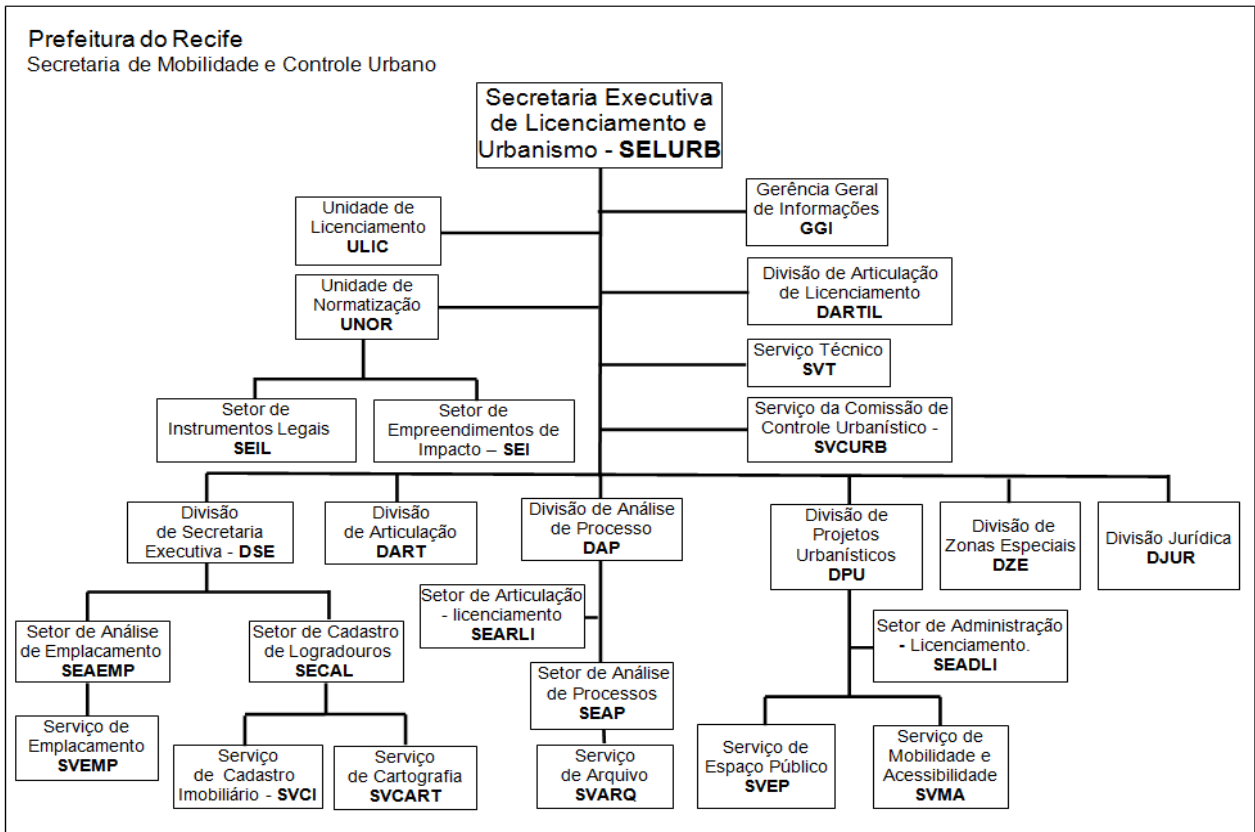 Prefeitura do Recife
Secretaria de Mobilidade e Controle Urbano
Secretaria Executiva
de Licenciamento e
Urbanismo - SELURB
Unidade de
Licenciamento
ULIC
Gerência Geral
de Informações
GGI
Unidade de
Normatização
UNOR
Divisão de Articulação
de Licenciamento
DARTIL
Serviço Técnico
SVT
Setor de
Instrumentos Legais
SEIL
Setor de
Empreendimentos de
Impacto – SEI
Serviço da Comissão de
Controle Urbanístico -
SVCURB
Divisão
de Secretaria
Executiva - DSE
Divisão
de Articulação
DART
Divisão de Análise
de Processo
DAP
Divisão de
Projetos
Urbanísticos
DPU
Divisão de
Zonas Especiais
DZE
Divisão Jurídica
DJUR
Setor de Articulação
- licenciamento
SEARLI
Setor de Análise
de Emplacamento
SEAEMP
Setor de Cadastro
de Logradouros
SECAL
Setor de Administração
- Licenciamento.
SEADLI
Setor de Análise
de Processos
SEAP
Serviço de
Emplacamento
SVEMP
Serviço
de Cadastro
Imobiliário - SVCI
Serviço
de Cartografia
SVCART
Serviço
de Arquivo
SVARQ
Serviço de
Espaço Público
SVEP
Serviço de
Mobilidade e
Acessibilidade
SVMA